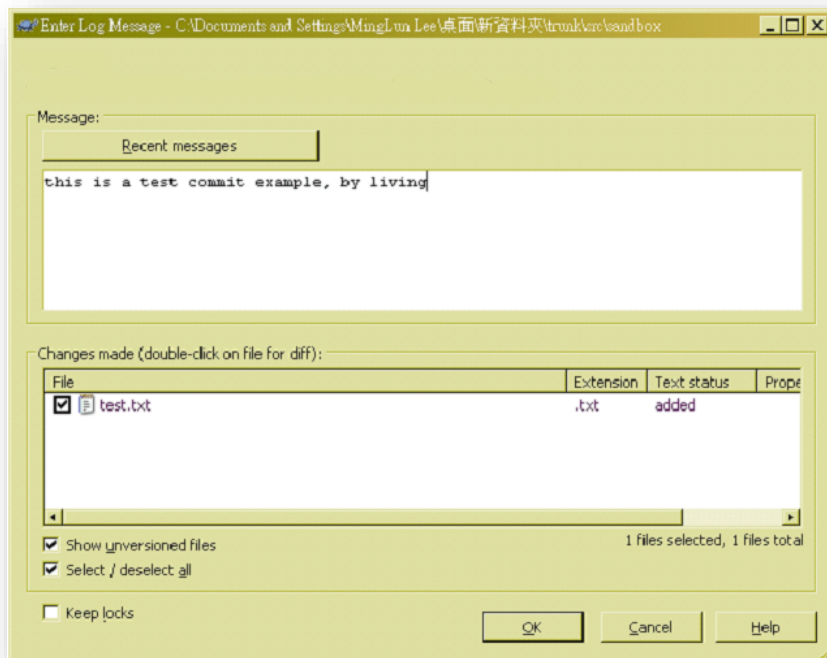 Enter Log Message - C:\Documents and Settings\MingLun Lee\桌面\新資料夾\trunk\src\sandbox
Message:
Recent messages
this is a test commit example, by living
Changes made (double-click on file for diff):
File Extension Text status Prope
test.txt .txt added
Show unversioned files
1 files selected, 1 files total
Select / deselect all
Keep locks
OK Cancel Help